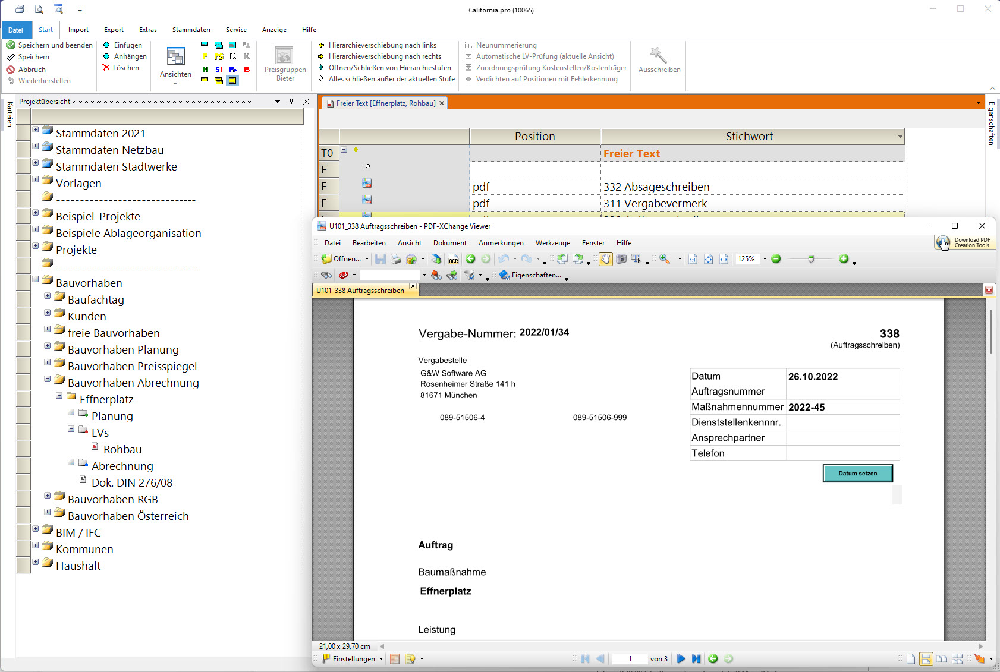 California.pro (10065)
Datei Start Import Export Extras Stammdaten Service Anzeige Hilfe
Speichern und beenden
Speichern
Abbruch
Wiederherstellen
Einfügen
Anhängen
Löschen
Ansichten
PA
P PS K K
N Si Pr B
Preisgruppen
Bieter
Hierarchieverschiebung nach links
Hierarchieverschiebung nach rechts
Öffnen/Schließen von Hierarchiestufen
Alles schließen außer der aktuellen Stufe
Neunummerierung
Automatische LV-Prüfung (aktuelle Ansicht)
Zuordnungsprüfung Kostenstellen/Kostenträger
Verdichten auf Positionen mit Fehlerkennung
Ausschreiben
Karteien
Projektübersicht
Stammdaten 2021
Stammdaten Netzbau
Stammdaten Stadtwerke
Vorlagen
------------------------------
Beispiel-Projekte
Beispiele Ablageorganisation
Projekte
------------------------------
Bauvorhaben
Baufachtag
Kunden
freie Bauvorhaben
Bauvorhaben Planung
Bauvorhaben Preisspiegel
Bauvorhaben Abrechnung
Effnerplatz
Planung
LVs
Rohbau
Abrechnung
Dok. DIN 276/08
Bauvorhaben RGB
Bauvorhaben Österreich
BIM / IFC
Kommunen
Haushalt
Freier Text [Effnerplatz, Rohbau]
Eigenschaften
Position Stichwort
T0 Freier Text
F
F pdf 332 Absageschreiben
F pdf 311 Vergabevermerk
U101_338 Auftragsschreiben - PDF-XChange Viewer
Datei Bearbeiten Ansicht Dokument Anmerkungen Werkzeuge Fenster Hilfe
Download PDF
Creation Tools
Öffnen... OCR 1:1 125%
Ask Eigenschaften...
U101_338 Auftragsschreiben
Vergabe-Nummer: 2022/01/34
338
(Auftragsschreiben)
Vergabestelle
G&W Software AG
Rosenheimer Straße 141 h
81671 München
089-51506-4 089-51506-999
Datum 26.10.2022
Auftragsnummer
Maßnahmennummer 2022-45
Dienststellenkennnr.
Ansprechpartner
Telefon
Datum setzen
Auftrag
Baumaßnahme
Effnerplatz
Leistung
21,00 x 29,70 cm
Einstellungen 1 von 3